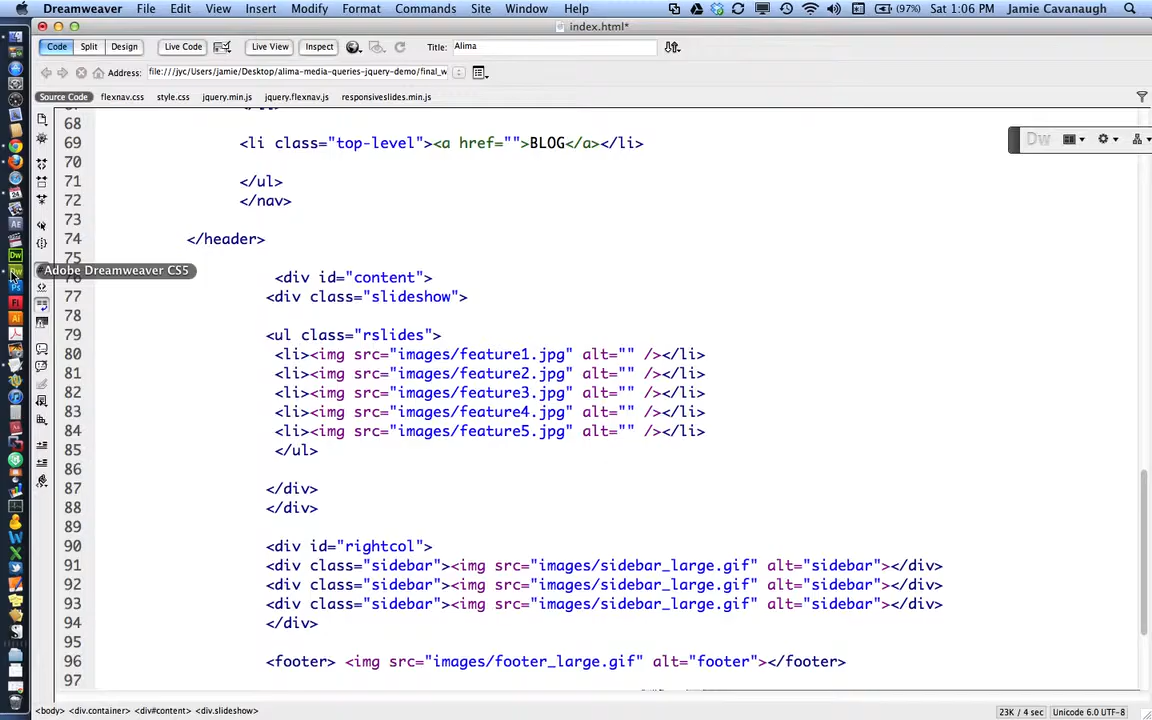 Dreamweaver File Edit View Insert Modify Format Commands Site Window Help (97%) Sat 1:06 PM Jamie Cavanaugh
index.html*
Code Split Design Live Code Live View Inspect Title: Alima
Address: file:///jyc/Users/jamie/Desktop/alima-media-queries-jquery-demo/final_w
Source Code flexnav.css style.css jquery.min.js jquery.flexnav.js responsiveslides.min.js
68
69 <li class="top-level"><a href="">BLOG</a></li>
Dw
70
71 </ul>
72 </nav>
73
74 </header>
75
Adobe Dreamweaver CS5
76 <div id="content">
77 <div class="slideshow">
78
79 <ul class="rslides">
80 <li><img src="images/feature1.jpg" alt="" /></li>
81 <li><img src="images/feature2.jpg" alt="" /></li>
82 <li><img src="images/feature3.jpg" alt="" /></li>
83 <li><img src="images/feature4.jpg" alt="" /></li>
84 <li><img src="images/feature5.jpg" alt="" /></li>
85 </ul>
86
87 </div>
88 </div>
89
90 <div id="rightcol">
91 <div class="sidebar"><img src="images/sidebar_large.gif" alt="sidebar"></div>
92 <div class="sidebar"><img src="images/sidebar_large.gif" alt="sidebar"></div>
93 <div class="sidebar"><img src="images/sidebar_large.gif" alt="sidebar"></div>
94 </div>
95
96 <footer> <img src="images/footer_large.gif" alt="footer"></footer>
97
<body> <div.container> <div#content> <div.slideshow> 23K / 4 sec Unicode 6.0 UTF-8